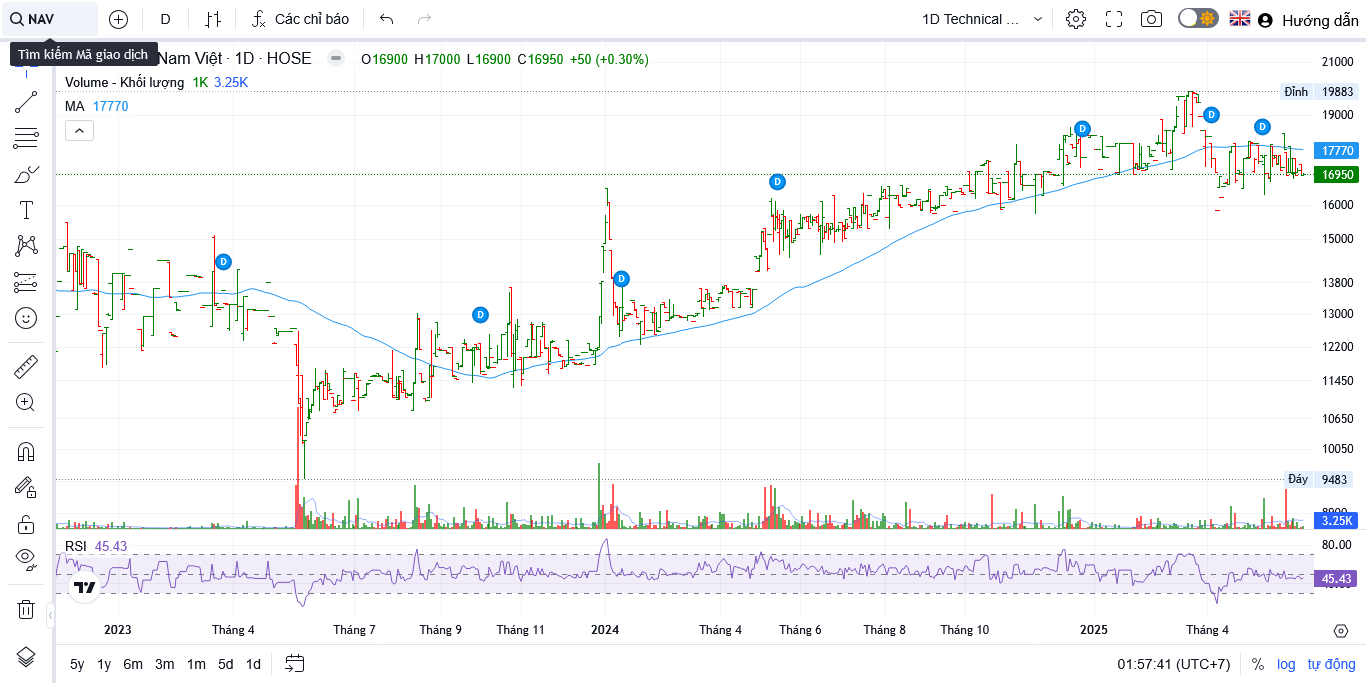 NAV D Các chỉ báo 1D Technical ... Hướng dẫn
Tìm kiếm Mã giao dịch
Nam Việt · 1D · HOSE O16900 H17000 L16900 C16950 +50 (+0.30%)
Volume - Khối lượng 1K 3.25K
MA 17770
21000
Đỉnh 19883
19000
17770
16950
16000
15000
13800
13000
12200
11450
10650
10050
Đáy 9483
3.25K
D
D
D
D
D
D
D
RSI 45.43
80.00
45.43
2023 Tháng 4 Tháng 7 Tháng 9 Tháng 11 2024 Tháng 4 Tháng 6 Tháng 8 Tháng 10 2025 Tháng 4
5y 1y 6m 3m 1m 5d 1d 01:57:41 (UTC+7) % log tự động